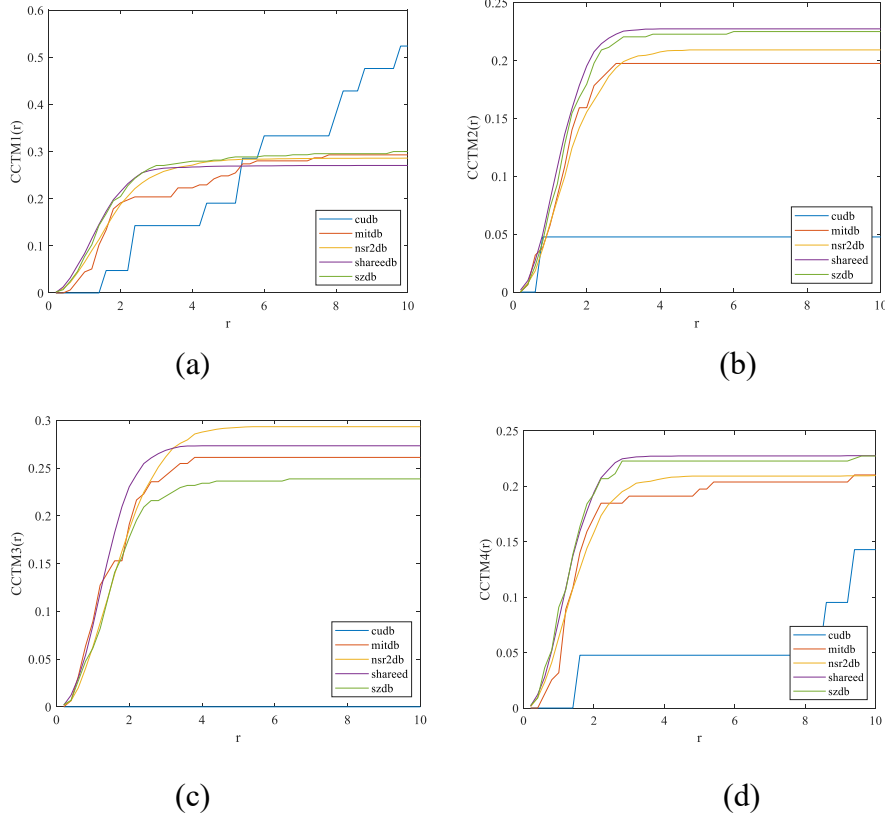 0.6
0.5
0.4
0.3
0.2
0.1
0
CCTM1(r)
0 2 4 6 8 10
r
cudb
mitdb
nsr2db
shareedb
szdb
(a)
0.25
0.2
0.15
0.1
0.05
0
CCTM2(r)
0 2 4 6 8 10
r
cudb
mitdb
nsr2db
shareed
szdb
(b)
0.3
0.25
0.2
0.15
0.1
0.05
0
CCTM3(r)
0 2 4 6 8 10
r
cudb
mitdb
nsr2db
shareed
szdb
(c)
0.25
0.2
0.15
0.1
0.05
0
CCTM4(r)
0 2 4 6 8 10
r
cudb
mitdb
nsr2db
shareed
szdb
(d)